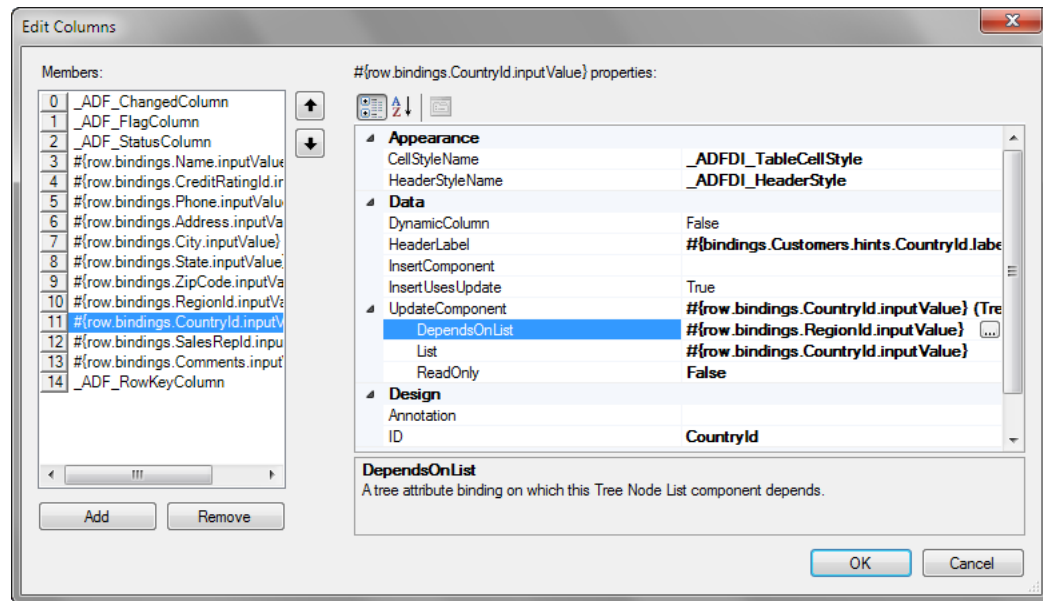 Edit Columns
Members:
0 _ADF_ChangedColumn
1 _ADF_FlagColumn
2 _ADF_StatusColumn
3 #{row.bindings.Name.inputValue
4 #{row.bindings.CreditRatingId.in
5 #{row.bindings.Phone.inputValu
6 #{row.bindings.Address.inputVa
7 #{row.bindings.City.inputValue}
8 #{row.bindings.State.inputValue}
9 #{row.bindings.ZipCode.inputVa
10 #{row.bindings.RegionId.inputVa
11 #{row.bindings.CountryId.inputV
12 #{row.bindings.SalesRepId.inpu
13 #{row.bindings.Comments.input
14 _ADF_RowKeyColumn
Add Remove
#{row.bindings.CountryId.inputValue} properties:
Appearance
CellStyleName _ADFDI_TableCellStyle
HeaderStyleName _ADFDI_HeaderStyle
Data
DynamicColumn False
HeaderLabel #{bindings.Customers.hints.CountryId.labe
InsertComponent
InsertUsesUpdate True
UpdateComponent #{row.bindings.CountryId.inputValue} (Tre
DependsOnList #{row.bindings.RegionId.inputValue} ...
List #{row.bindings.CountryId.inputValue}
ReadOnly False
Design
Annotation
ID CountryId
DependsOnList
A tree attribute binding on which this Tree Node List component depends.
OK Cancel